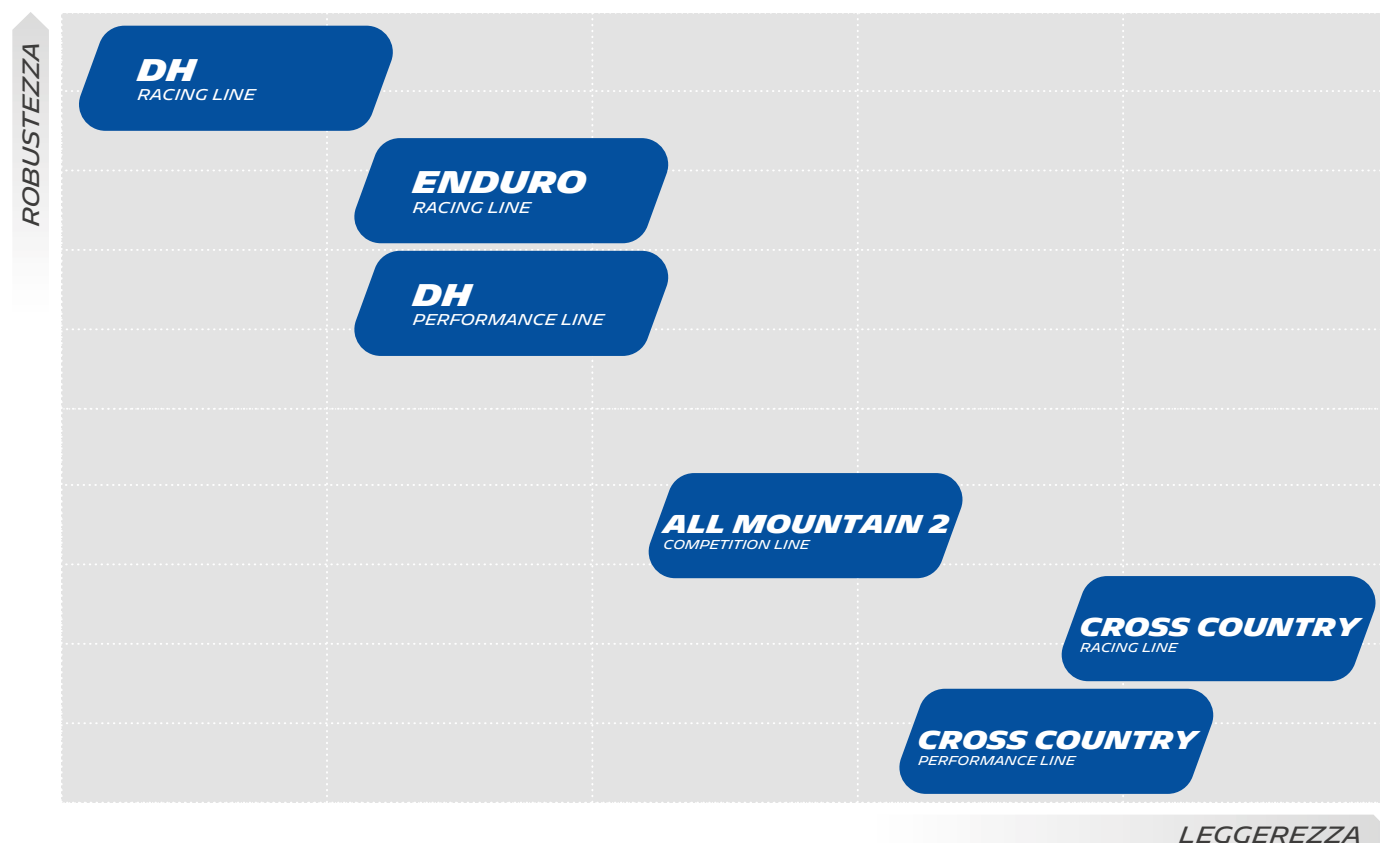 ROBUSTEZZA
DH
RACING LINE
ENDURO
RACING LINE
DH
PERFORMANCE LINE
ALL MOUNTAIN 2
COMPETITION LINE
CROSS COUNTRY
RACING LINE
CROSS COUNTRY
PERFORMANCE LINE
LEGGEREZZA